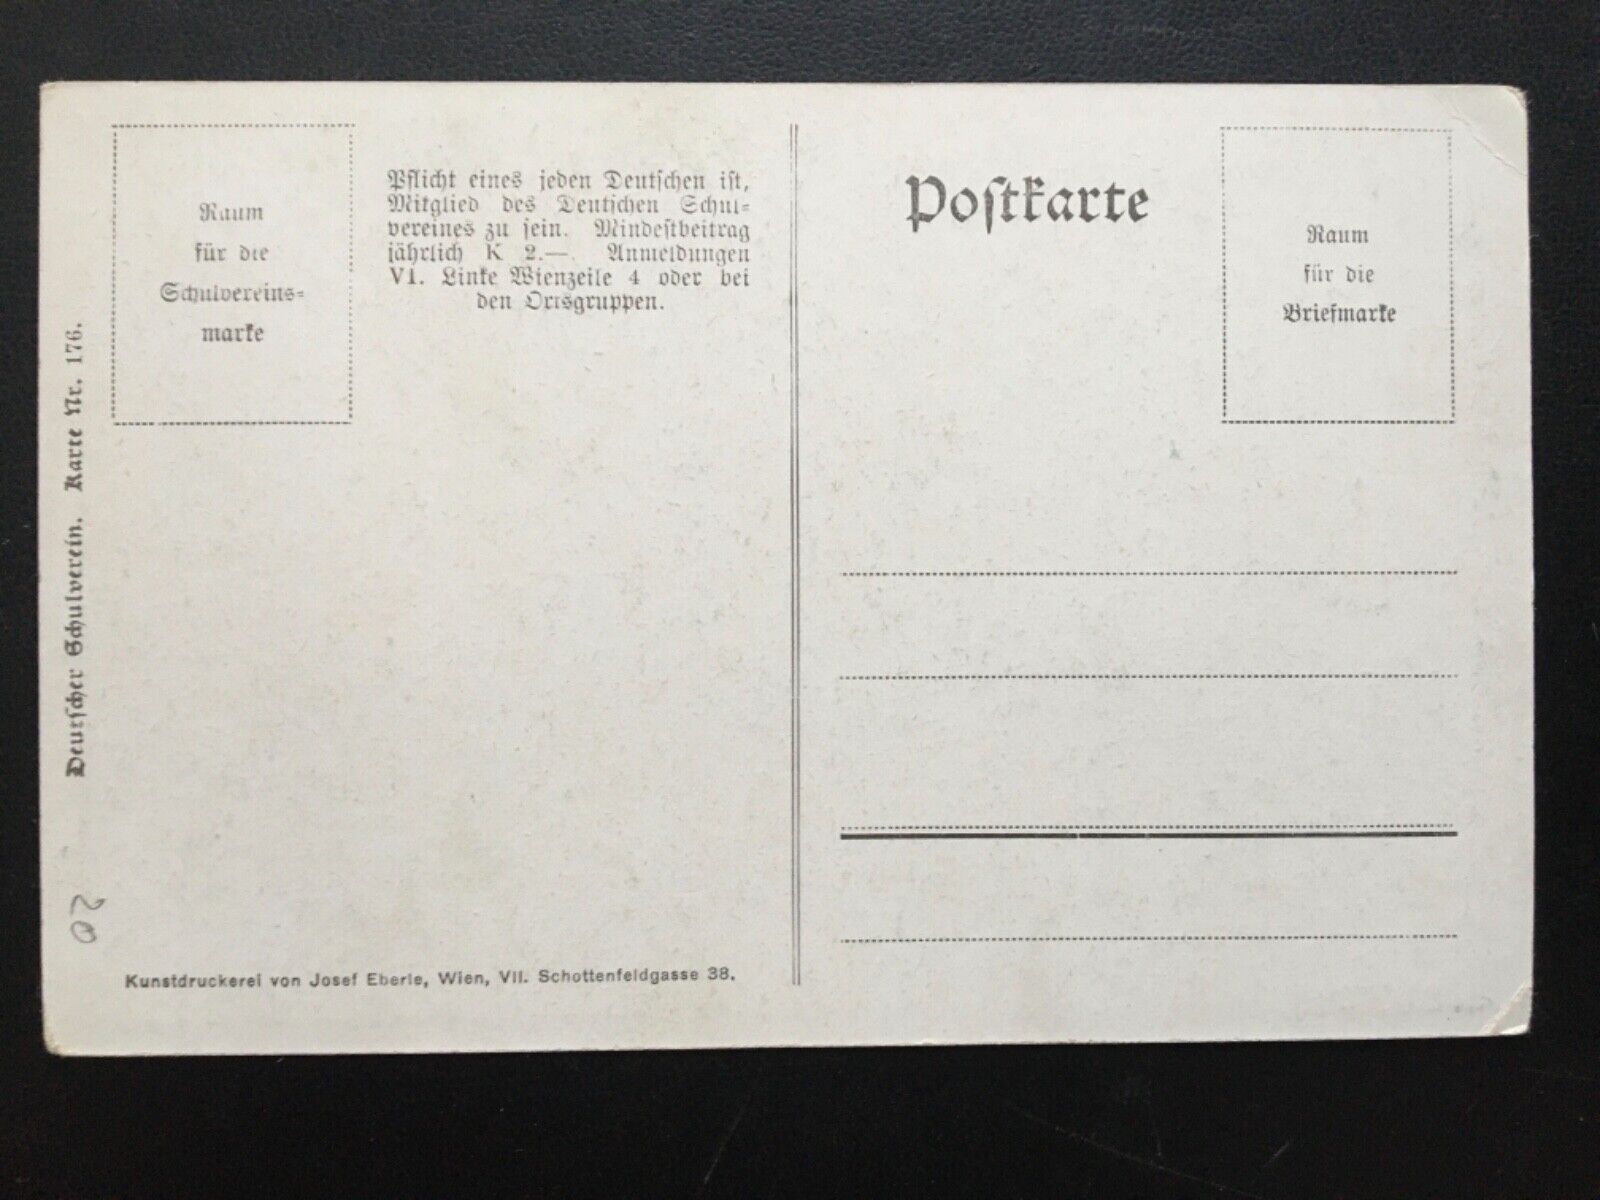 Raum
für die
Schulvereins-
marke
Pflicht eines jeden Deutschen ist,
Mitglied des Deutschen Schul-
vereines zu sein. Mindestbeitrag
jährlich K 2.—. Anmeldungen
VI. Linke Wienzeile 4 oder bei
den Ortsgruppen.
Postkarte
Raum
für die
Briefmarke
Deutscher Schulverein. Karte Nr. 176.
20
Kunstdruckerei von Josef Eberle, Wien, VII. Schottenfeldgasse 38.